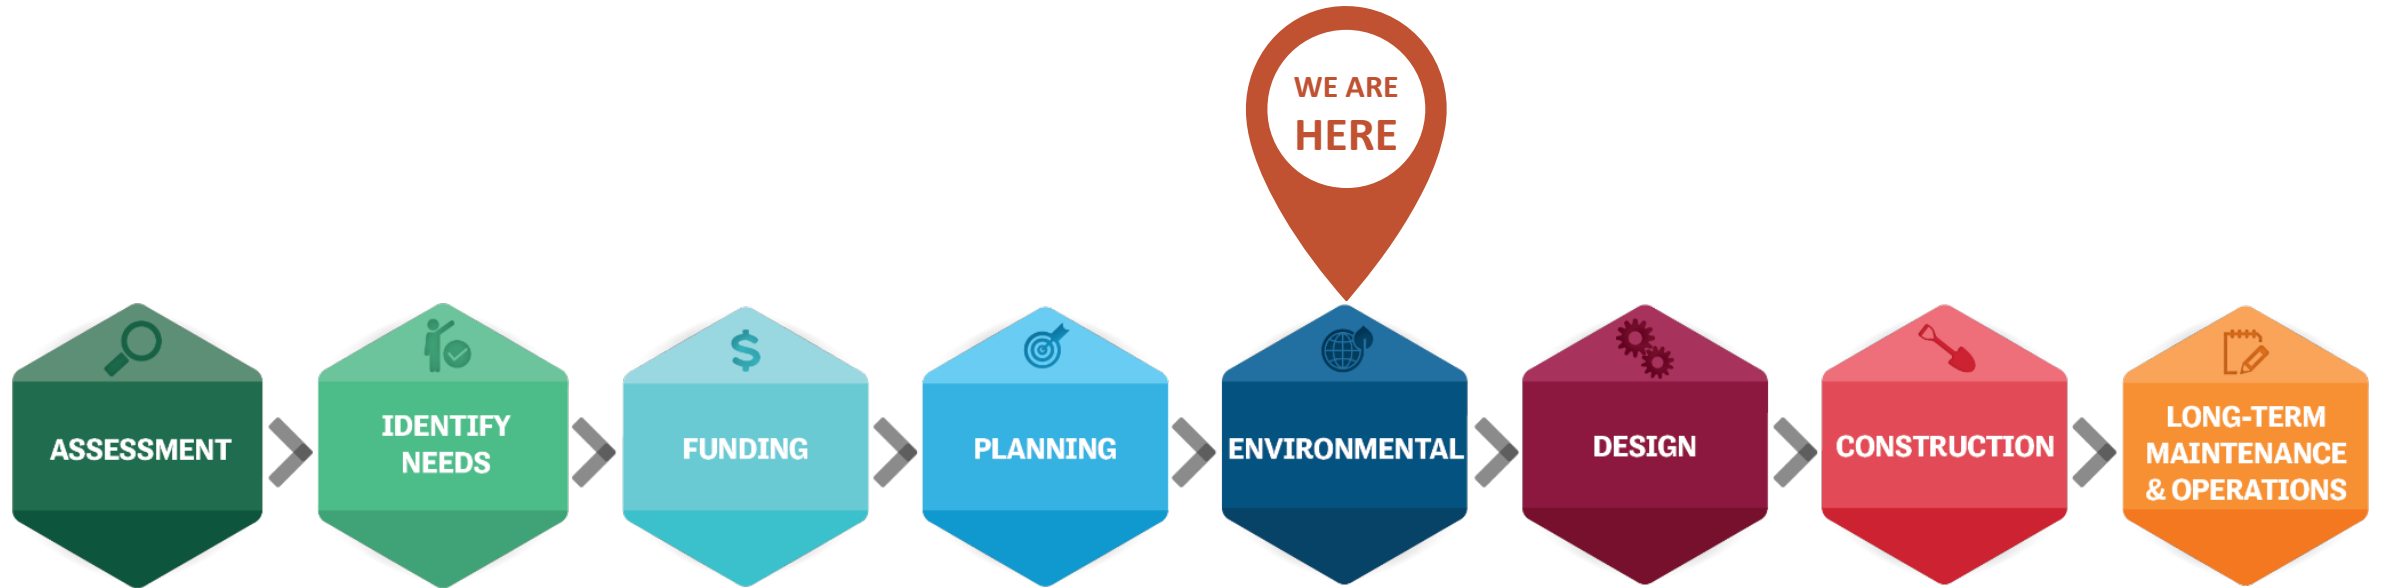 WE ARE
HERE
ASSESSMENT
IDENTIFY
NEEDS
FUNDING
PLANNING
ENVIRONMENTAL
DESIGN
CONSTRUCTION
LONG-TERM
MAINTENANCE
& OPERATIONS